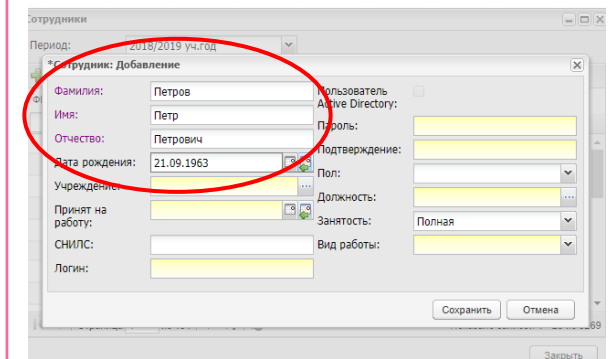 Сотрудники
Период: 2018/2019 уч.год
*Сотрудник: Добавление
Фамилия: Петров
Имя: Петр
Отчество: Петрович
Дата рождения: 21.09.1963
Учреждение:
Принят на
работу:
СНИЛС:
Логин:
Пользователь
Active Directory:
Пароль:
Подтверждение:
Пол:
Должность:
Занятость: Полная
Вид работы:
Сохранить Отмена
Закрыть